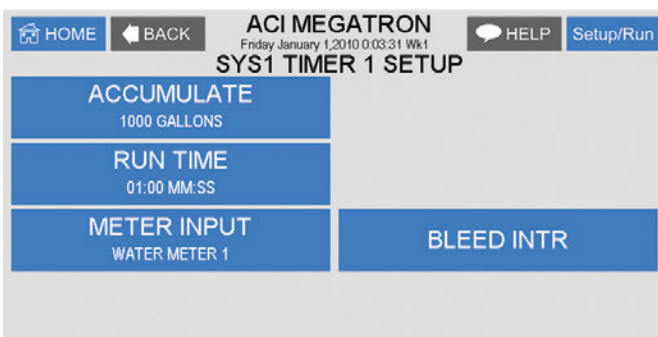 HOME
BACK
ACI MEGATRON
Friday January 1,2010 0:03:31 Wk1
HELP
Setup/Run
SYS1 TIMER 1 SETUP
ACCUMULATE
1000 GALLONS
RUN TIME
01:00 MM:SS
METER INPUT
WATER METER 1
BLEED INTR